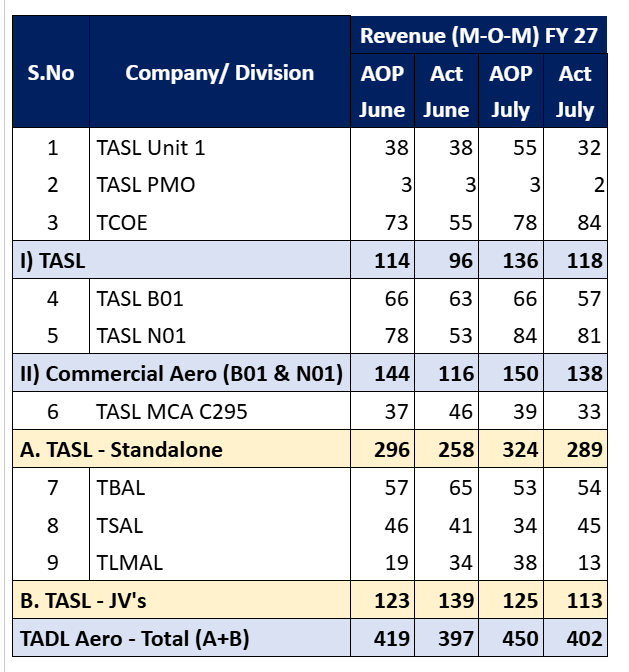 Revenue (M-O-M) FY 27
S.No Company/ Division AOP Act AOP Act
June June July July
1 TASL Unit 1 38 38 55 32
2 TASL PMO 3 3 3 2
3 TCOE 73 55 78 84
I) TASL 114 96 136 118
4 TASL B01 66 63 66 57
5 TASL N01 78 53 84 81
II) Commercial Aero (B01 & N01) 144 116 150 138
6 TASL MCA C295 37 46 39 33
A. TASL - Standalone 296 258 324 289
7 TBAL 57 65 53 54
8 TSAL 46 41 34 45
9 TLMAL 19 34 38 13
B. TASL - JV's 123 139 125 113
TADL Aero - Total (A+B) 419 397 450 402